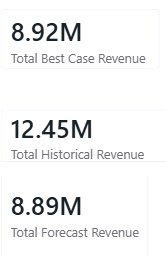 8.92M
Total Best Case Revenue
12.45M
Total Historical Revenue
8.89M
Total Forecast Revenue